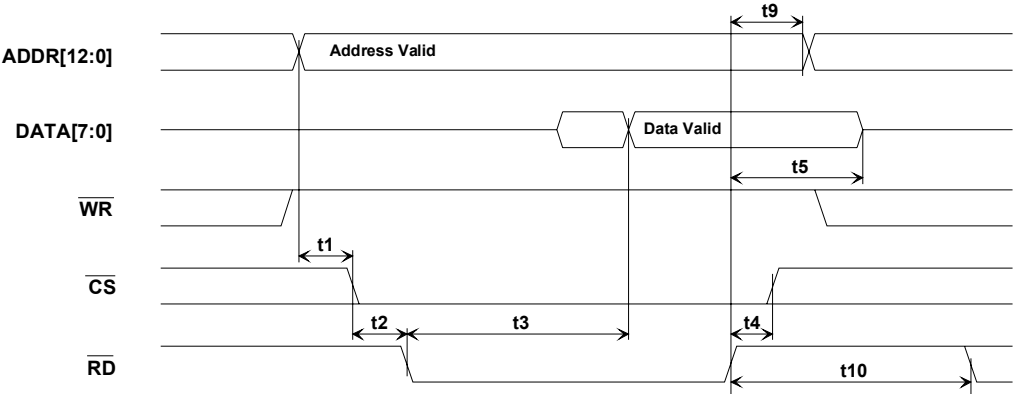 t9
ADDR[12:0] Address Valid
DATA[7:0] Data Valid
t5
WR
t1
CS
t2 t3 t4
RD
t10